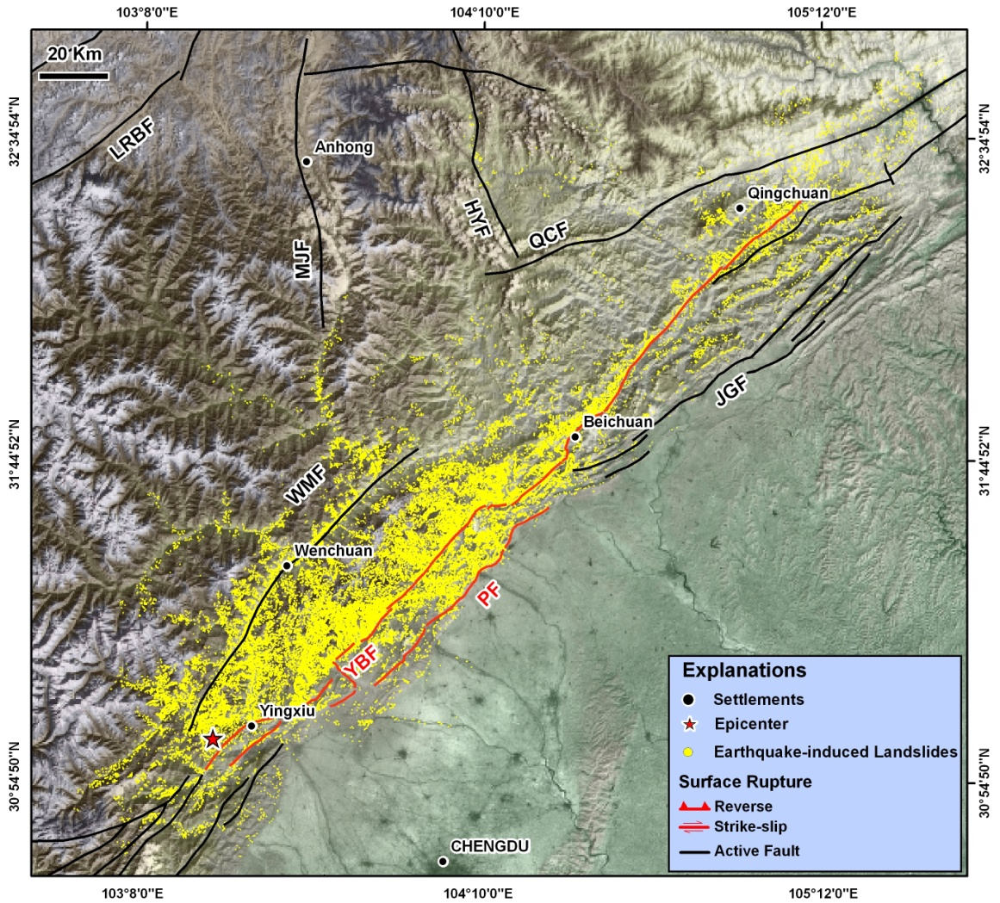 103°8'0"E
104°10'0"E
105°12'0"E
20 Km
32°34'54"N
32°34'54"N
LRBF
Anhong
Qingchuan
HYF
QCF
MJF
JGF
Beichuan
31°44'52"N
31°44'52"N
WMF
Wenchuan
PF
YBF
Yingxiu
30°54'50"N
30°54'50"N
CHENGDU
Explanations
Settlements
Epicenter
Earthquake-induced Landslides
Surface Rupture
Reverse
Strike-slip
Active Fault
103°8'0"E
104°10'0"E
105°12'0"E